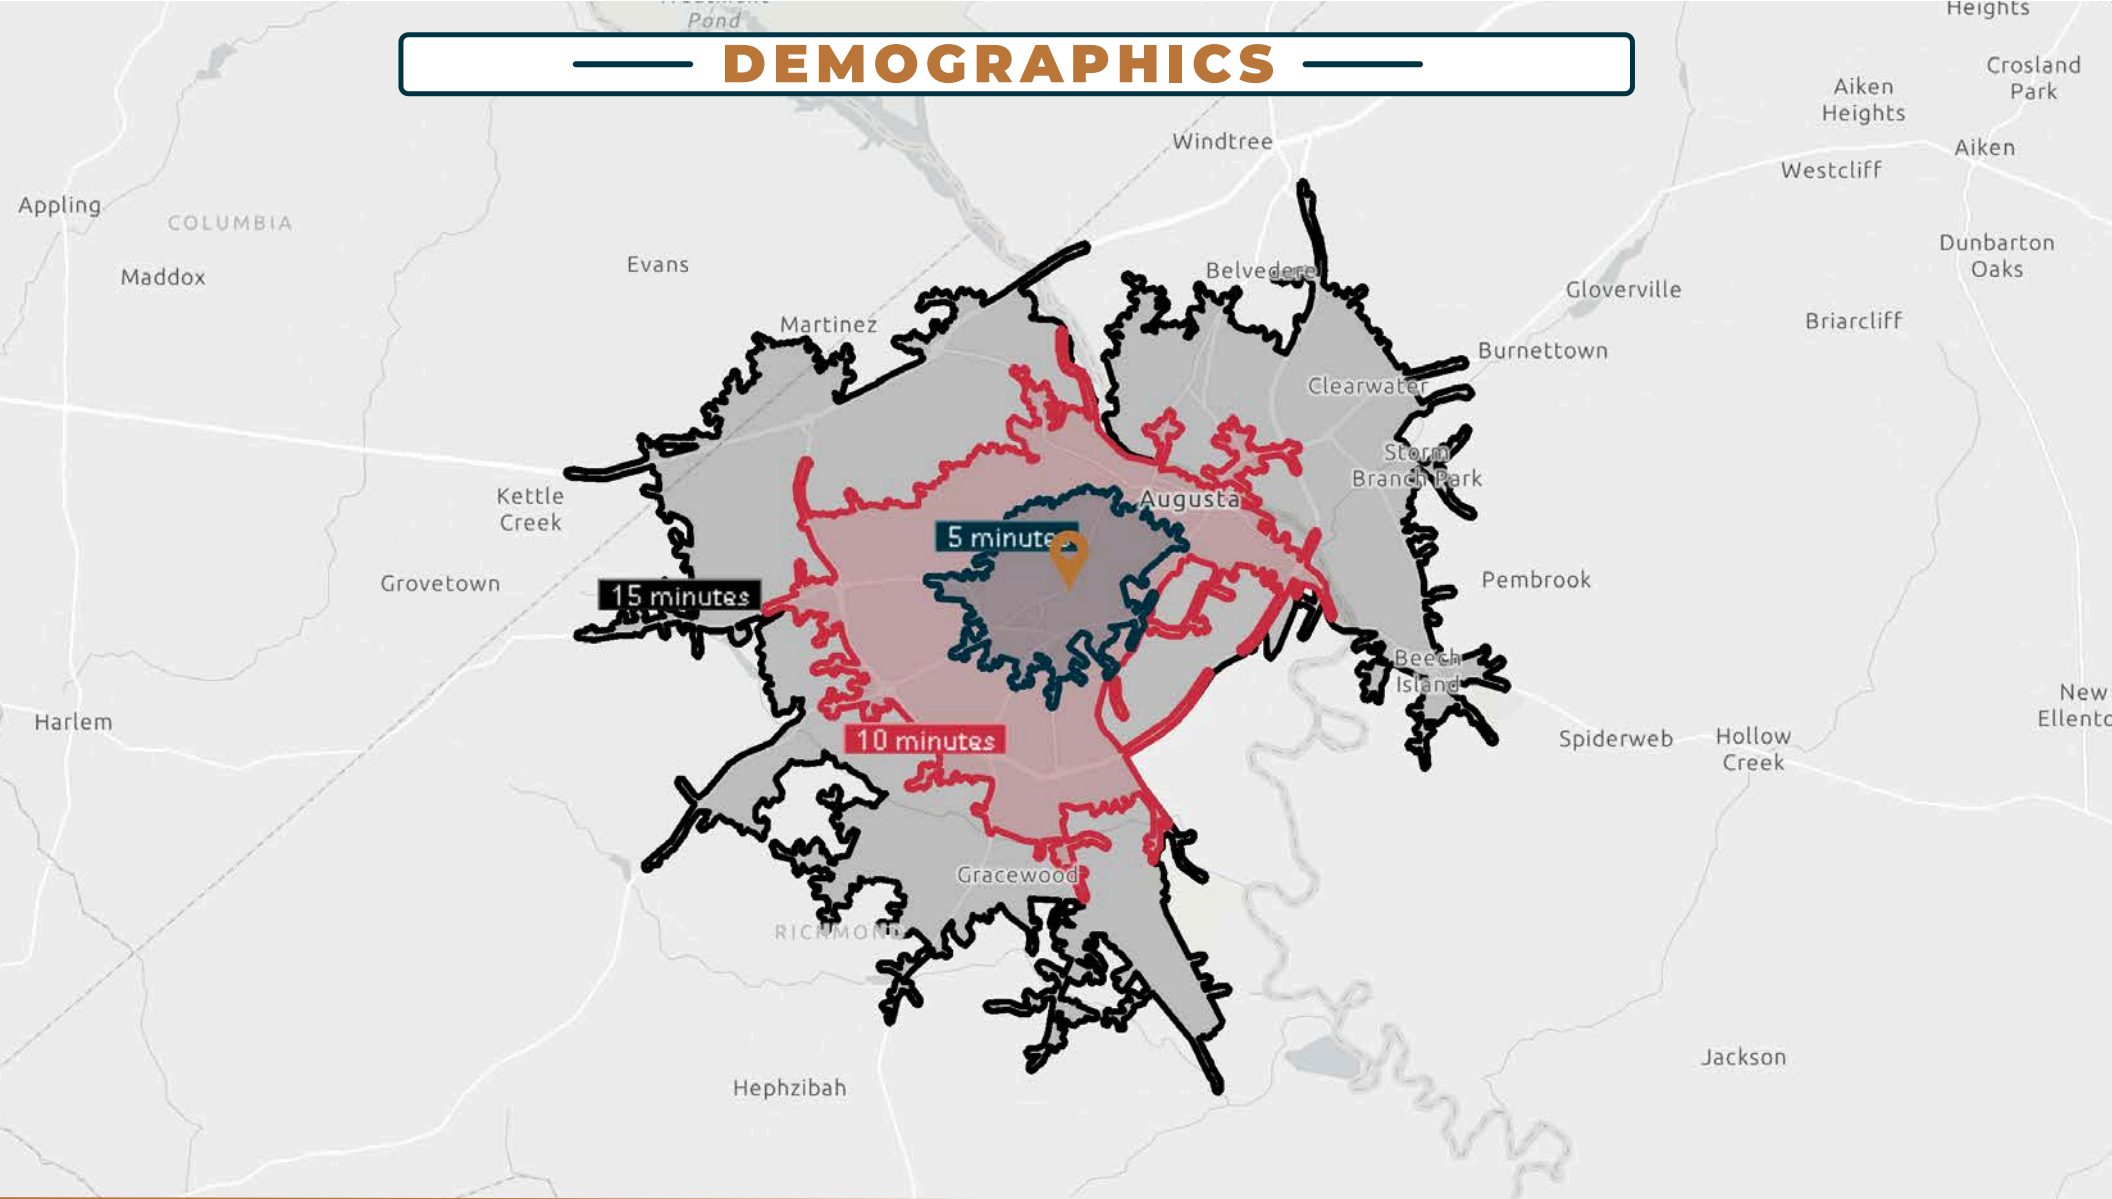 Pond
Heights
DEMOGRAPHICS
Crosland
Park
Aiken
Heights
Windtree
Aiken
Westcliff
Appling
COLUMBIA
Dunbarton
Oaks
Evans
Belvedere
Maddox
Gloverville
Martinez
Briarcliff
Burnettown
Clearwater
Storm
Branch Park
Kettle
Creek
Augusta
5 minutes
Grovetown
Pembrook
15 minutes
Beech
Island
New
Harlem
Spiderweb
Hollow
Creek
10 minutes
Gracewood
RICHMOND
Jackson
Hephzibah